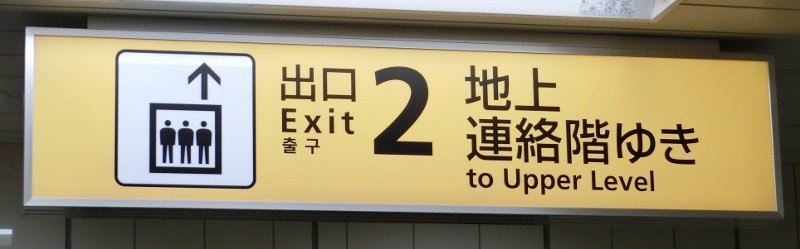 出口
Exit
출구
2
地上
連絡階ゆき
to Upper Level